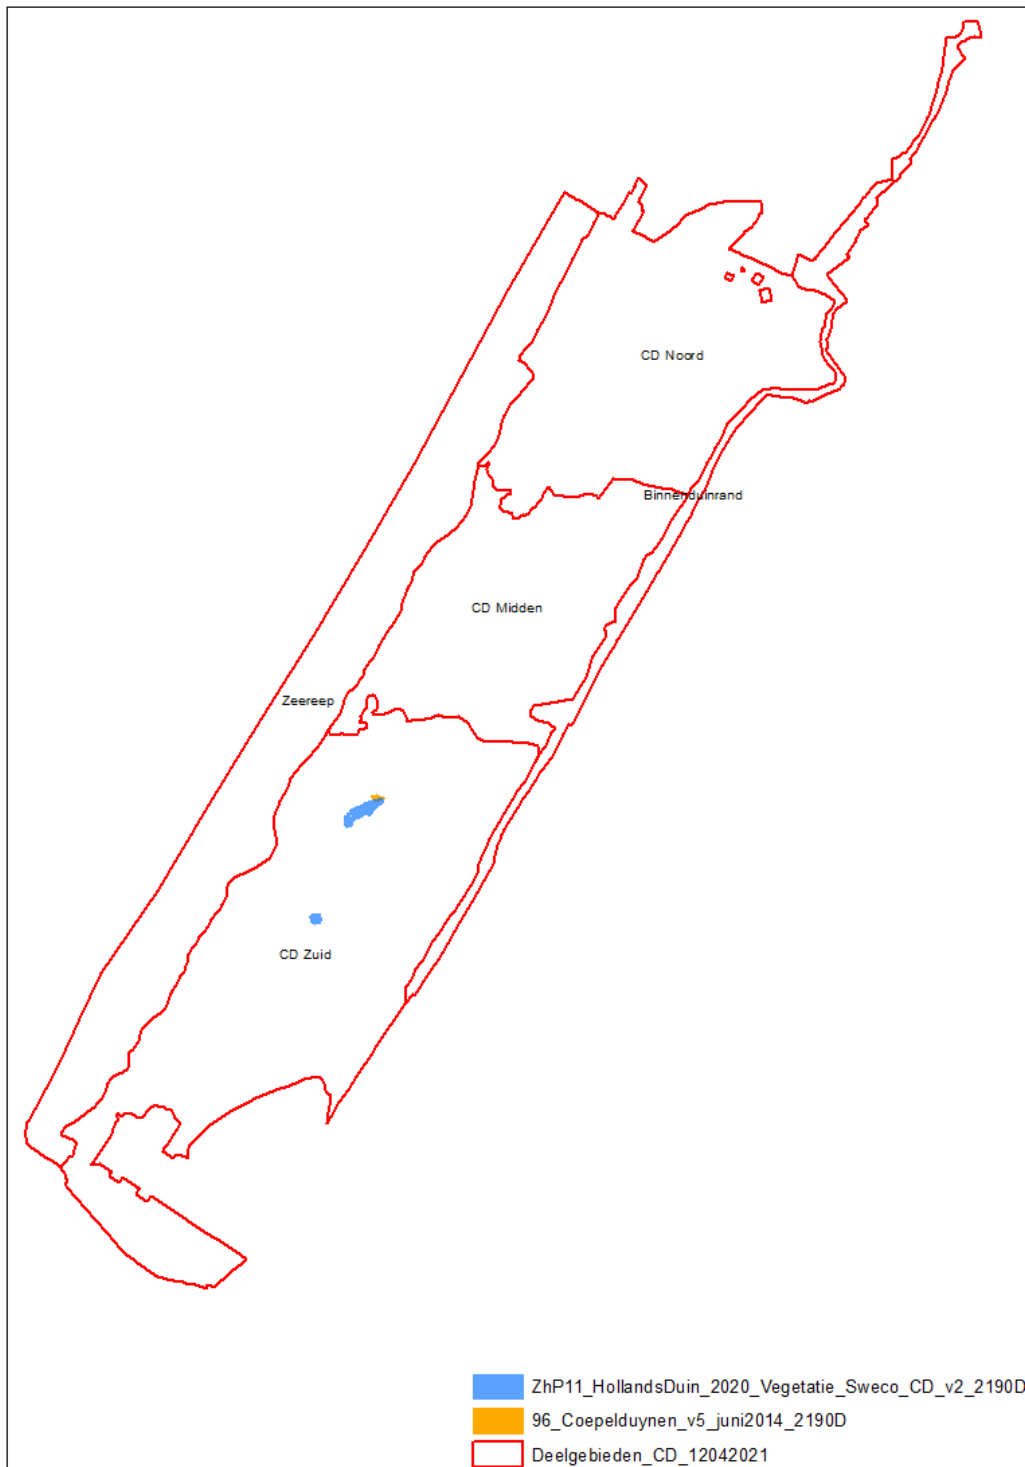 CD Noord
Binnenduinrand
CD Midden
Zeereep
CD Zuid
ZhP11_HollandsDuin_2020_Vegetatie_Sweco_CD_v2_2190D
96_Coepelduynen_v5_juni2014_2190D
Deelgebieden_CD_12042021